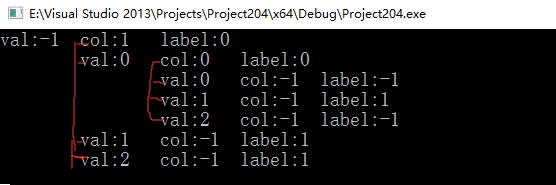 E:\Visual Studio 2013\Projects\Project204\x64\Debug\Project204.exe
val:-1 col:1 label:0
val:0 col:0 label:0
val:0 col:-1 label:-1
val:1 col:-1 label:1
val:2 col:-1 label:-1
val:1 col:-1 label:1
val:2 col:-1 label:1